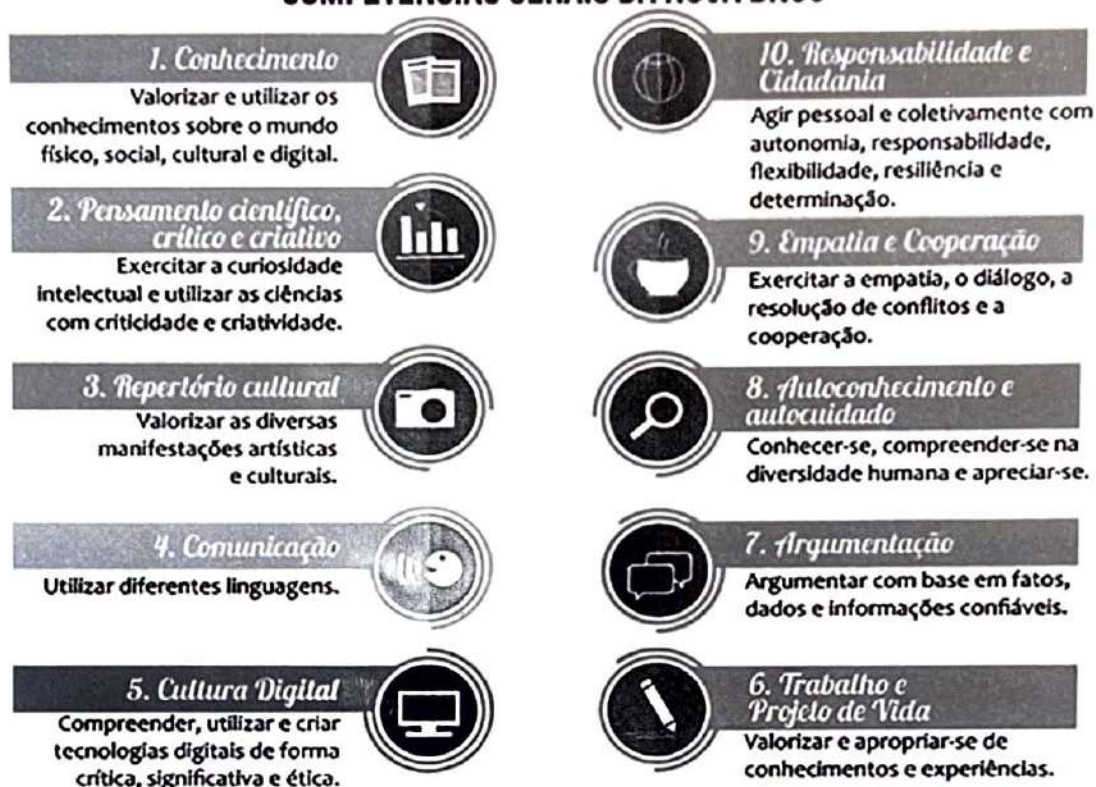 1. Conhecimento
Valorizar e utilizar os
conhecimentos sobre o mundo
físico, social, cultural e digital.
2. Pensamento científico,
crítico e criativo
Exercitar a curiosidade
intelectual e utilizar as ciências
com criticidade e criatividade.
3. Repertório cultural
Valorizar as diversas
manifestações artísticas
e culturais.
4. Comunicação
Utilizar diferentes linguagens.
5. Cultura Digital
Compreender, utilizar e criar
tecnologias digitais de forma
crítica, significativa e ética.
10. Responsabilidade e
Cidadania
Agir pessoal e coletivamente com
autonomia, responsabilidade,
flexibilidade, resiliência e
determinação.
9. Empatia e Cooperação
Exercitar a empatia, o diálogo, a
resolução de conflitos e a
cooperação.
8. Autoconhecimento e
autocuidado
Conhecer-se, compreender-se na
diversidade humana e apreciar-se.
7. Argumentação
Argumentar com base em fatos,
dados e informações confiáveis.
6. Trabalho e
Projeto de Vida
Valorizar e apropriar-se de
conhecimentos e experiências.